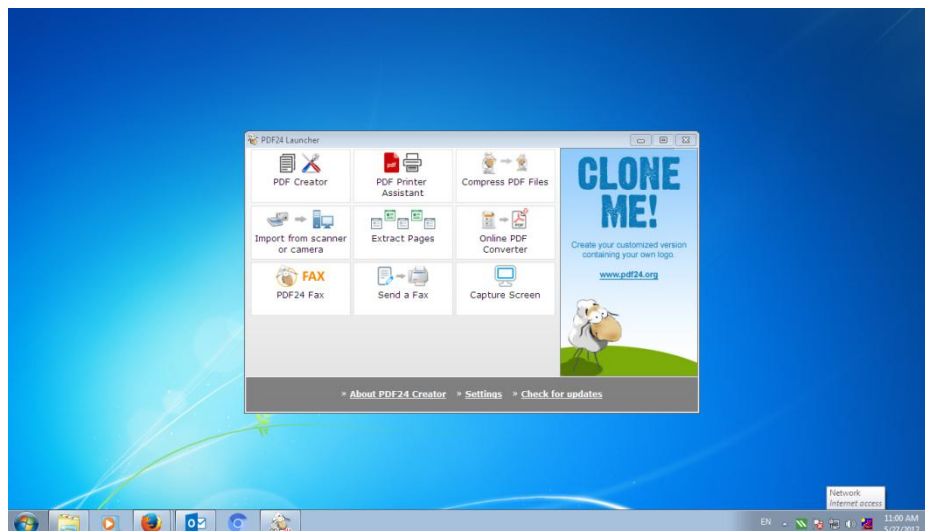 PDF24 Launcher
PDF Creator
PDF Printer
Assistant
Compress PDF Files
Import from scanner
or camera
Extract Pages
Online PDF
Converter
FAX
PDF24 Fax
Send a Fax
Capture Screen
CLONE
ME!
Create your customized version
containing your own logo.
www.pdf24.org
» About PDF24 Creator » Settings » Check for updates
Network
Internet access
EN
11:00 AM